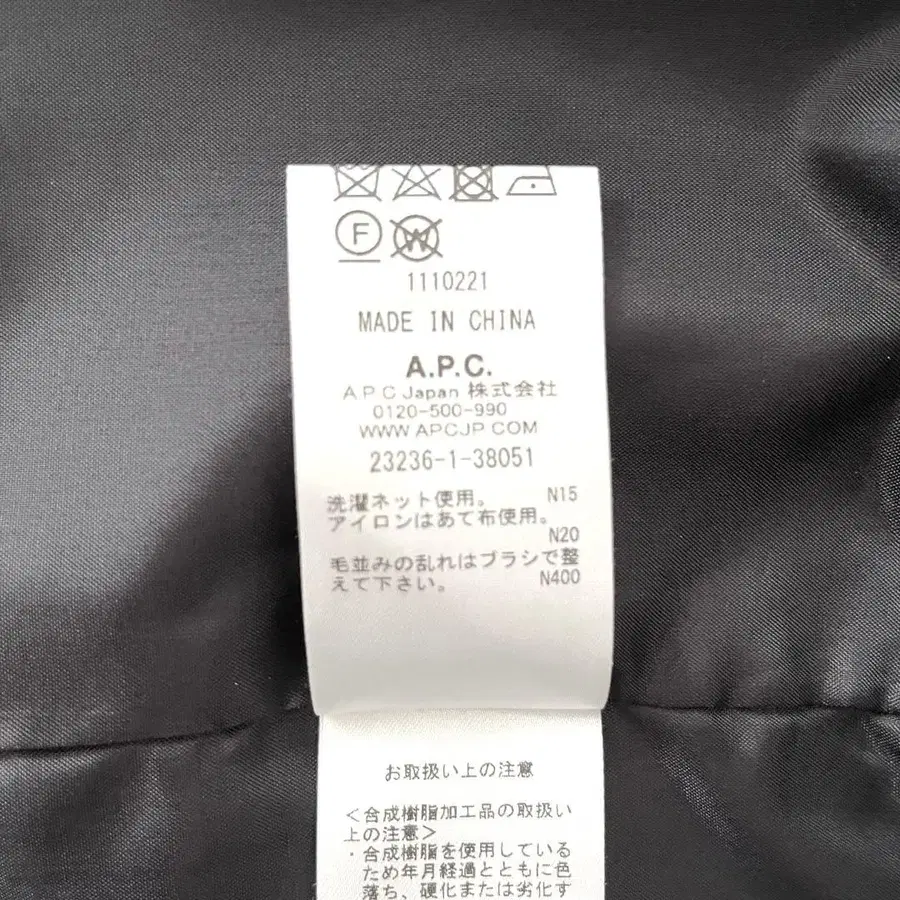 F
W
1110221
MADE IN CHINA
A.P.C.
A P C Japan 株式会社
0120-500-990
WWW.APCJP.COM
23236-1-38051
洗濯ネット使用。 N15
アイロンはあて布使用。
N20
毛並みの乱れはブラシで整
えて下さい。 N400
お取扱い上の注意
<合成樹脂加工品の取扱い
上の注意>
・合成樹脂を使用している
ため年月経過とともに色
落ち、硬化または劣化す